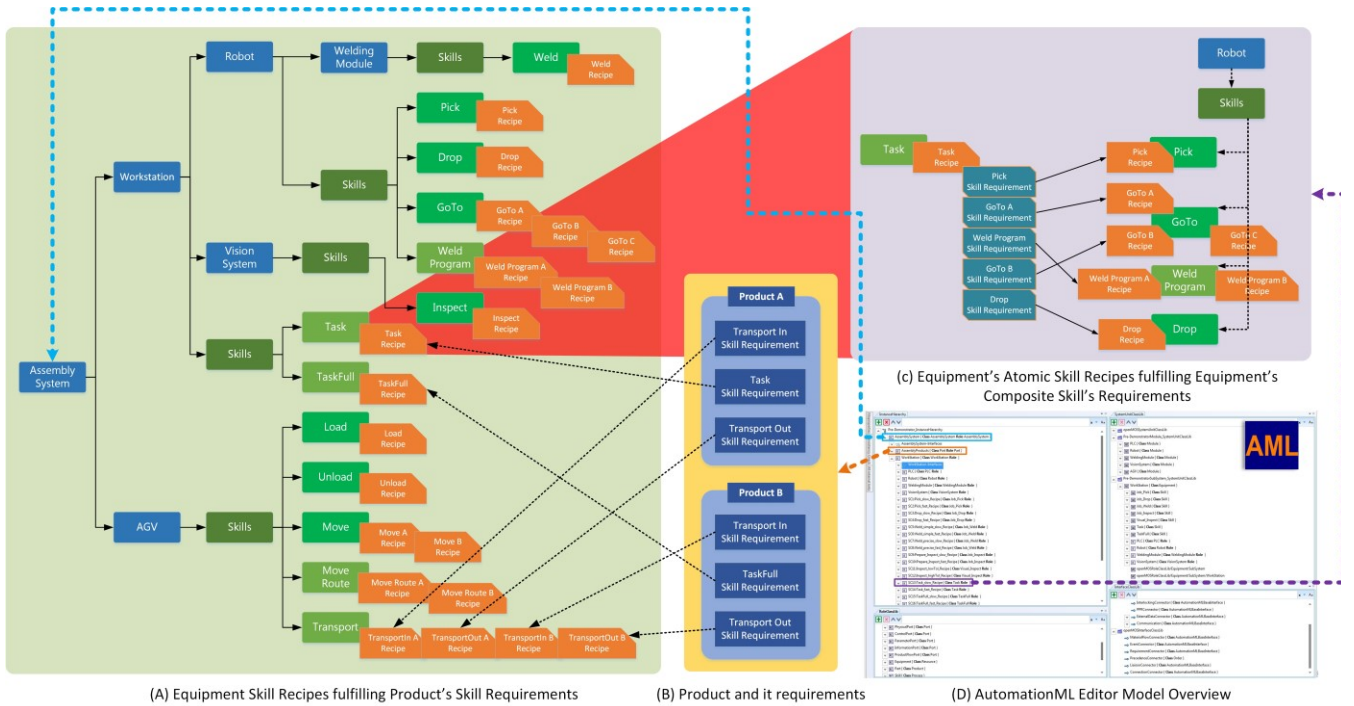 Robot
Welding
Module
Skills
Weld
Weld
Recipe
Pick
Pick
Recipe
Drop
Drop
Recipe
Workstation
Skills
GoTo
GoTo A
Recipe
GoTo B
Recipe
GoTo C
Recipe
Vision
System
Skills
Weld
Program
Weld Program A
Recipe
Weld Program B
Recipe
Inspect
Inspect
Recipe
Task
Task
Recipe
Skills
Assembly
System
TaskFull
TaskFull
Recipe
Load
Load
Recipe
Unload
Unload
Recipe
AGV
Skills
Move
Move A
Recipe
Move B
Recipe
Move
Route
Move Route A
Recipe
Move Route B
Recipe
Transport
TransportIn A
Recipe
TransportOut A
Recipe
TransportIn B
Recipe
TransportOut B
Recipe
(A) Equipment Skill Recipes fulfilling Product's Skill Requirements
Product A
Transport In
Skill Requirement
Task
Skill Requirement
Transport Out
Skill Requirement
Product B
Transport In
Skill Requirement
TaskFull
Skill Requirement
Transport Out
Skill Requirement
(B) Product and it requirements
Robot
Skills
Task
Task
Recipe
Pick
Skill Requirement
GoTo A
Skill Requirement
Weld Program
Skill Requirement
GoTo B
Skill Requirement
Drop
Skill Requirement
Pick
Recipe
Pick
GoTo A
Recipe
GoTo
GoTo B
Recipe
GoTo C
Recipe
Weld Program A
Recipe
Weld
Program
Weld Program B
Recipe
Drop
Recipe
Drop
(c) Equipment's Atomic Skill Recipes fulfilling Equipment's
Composite Skill's Requirements
AML
(D) AutomationML Editor Model Overview